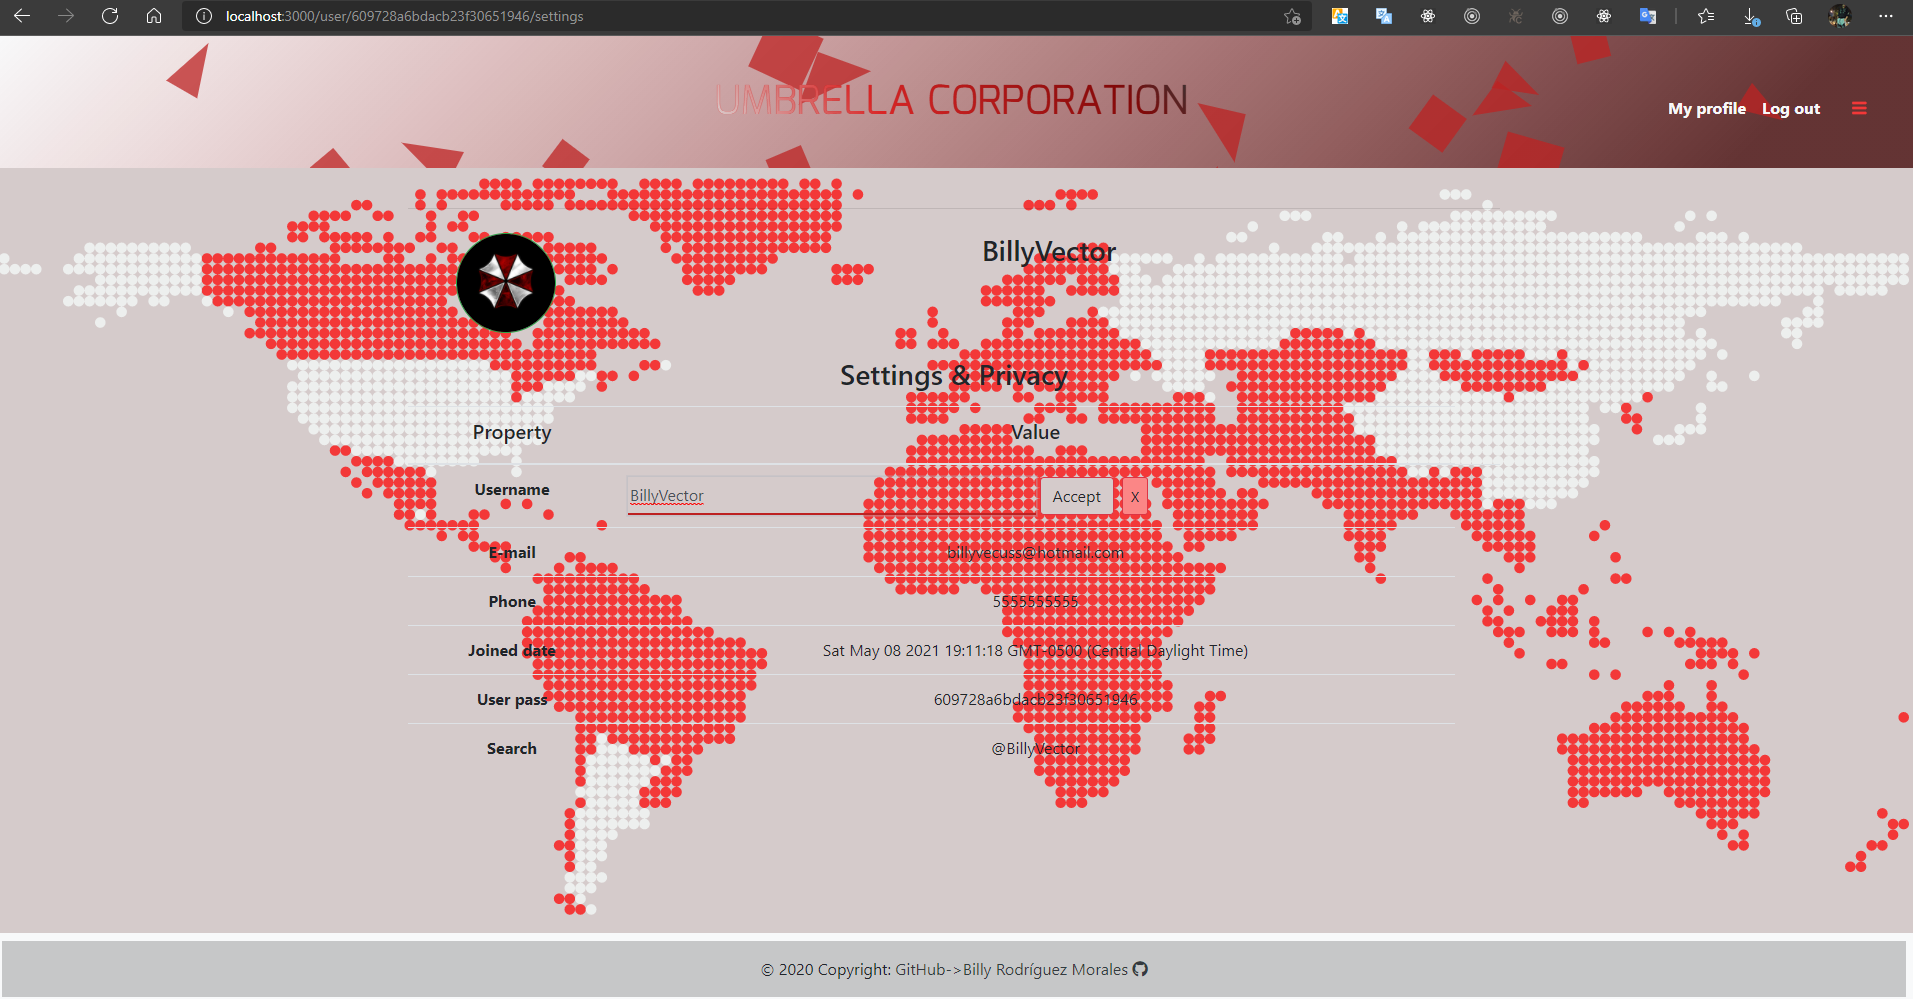 localhost:3000/user/609728a6bdacb23f30651946/settings
UMBRELLA CORPORATION
My profile Log out
BillyVector
Settings & Privacy
Property Value
Username BillyVector Accept X
E-mail billyvecuss@hotmail.com
Phone 5555555555
Joined date Sat May 08 2021 19:11:18 GMT-0500 (Central Daylight Time)
User pass 609728a6bdacb23f30651946
Search @BillyVector
© 2020 Copyright: GitHub->Billy Rodríguez Morales